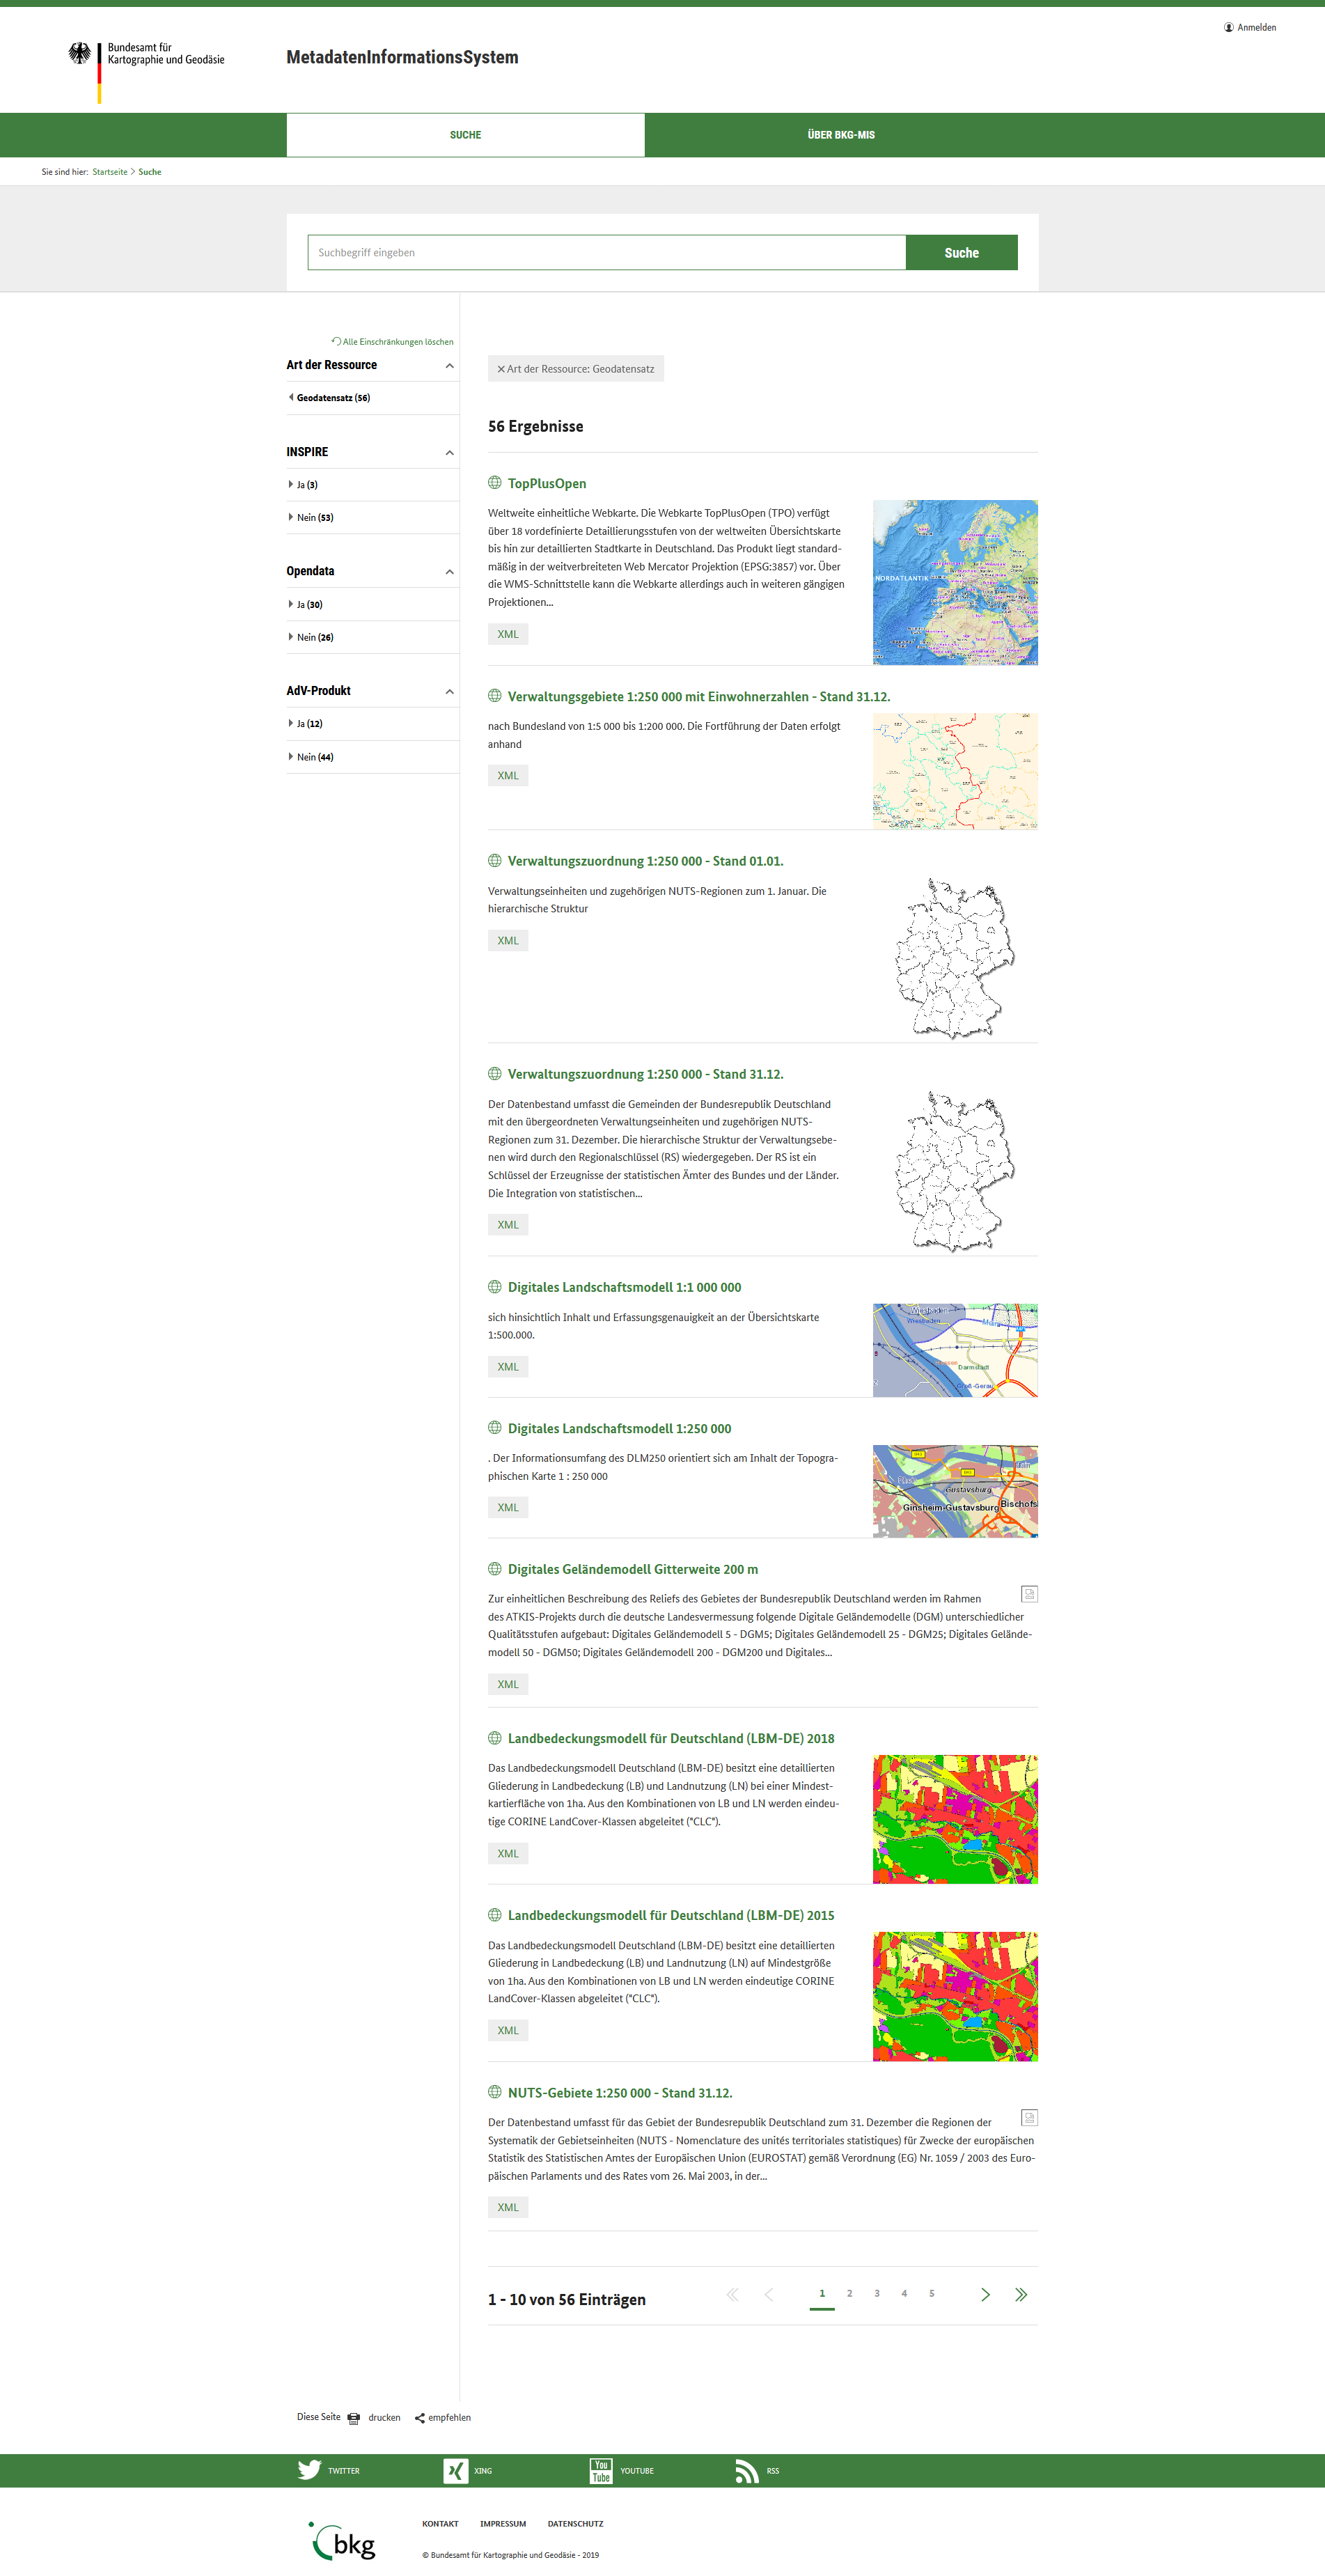 Anmelden
Bundesamt für
Kartographie und Geodäsie
MetadatenInformationsSystem
SUCHE
ÜBER BKG-MIS
Sie sind hier: Startseite > Suche
Suchbegriff eingeben
Suche
Alle Einschränkungen löschen
Art der Ressource
Geodatensatz (56)
INSPIRE
Ja (3)
Nein (53)
Opendata
Ja (30)
Nein (26)
AdV-Produkt
Ja (12)
Nein (44)
Art der Ressource: Geodatensatz
56 Ergebnisse
TopPlusOpen
Weltweite einheitliche Webkarte. Die Webkarte TopPlusOpen (TPO) verfügt
über 18 vordefinierte Detaillierungsstufen von der weltweiten Übersichtskarte
bis hin zur detaillierten Stadtkarte in Deutschland. Das Produkt liegt standard-
mäßig in der weitverbreiteten Web Mercator Projektion (EPSG:3857) vor. Über
die WMS-Schnittstelle kann die Webkarte allerdings auch in weiteren gängigen
Projektionen...
NORDATLANTIK
XML
Verwaltungsgebiete 1:250 000 mit Einwohnerzahlen - Stand 31.12.
nach Bundesland von 1:5 000 bis 1:200 000. Die Fortführung der Daten erfolgt
anhand
XML
Verwaltungszuordnung 1:250 000 - Stand 01.01.
Verwaltungseinheiten und zugehörigen NUTS-Regionen zum 1. Januar. Die
hierarchische Struktur
XML
Verwaltungszuordnung 1:250 000 - Stand 31.12.
Der Datenbestand umfasst die Gemeinden der Bundesrepublik Deutschland
mit den übergeordneten Verwaltungseinheiten und zugehörigen NUTS-
Regionen zum 31. Dezember. Die hierarchische Struktur der Verwaltungsebe-
nen wird durch den Regionalschlüssel (RS) wiedergegeben. Der RS ist ein
Schlüssel der Erzeugnisse der statistischen Ämter des Bundes und der Länder.
Die Integration von statistischen...
XML
Digitales Landschaftsmodell 1:1 000 000
sich hinsichtlich Inhalt und Erfassungsgenauigkeit an der Übersichtskarte
1:500.000.
Wiesbaden
Wiesbaden
Darmstadt
Groß-Gerau
XML
Digitales Landschaftsmodell 1:250 000
. Der Informationsumfang des DLM250 orientiert sich am Inhalt der Topogra-
phischen Karte 1 : 250 000
Gustavsburg
Ginsheim-Gustavsburg
Bischofs
XML
Digitales Geländemodell Gitterweite 200 m
Zur einheitlichen Beschreibung des Reliefs des Gebietes der Bundesrepublik Deutschland werden im Rahmen
des ATKIS-Projekts durch die deutsche Landesvermessung folgende Digitale Geländemodelle (DGM) unterschiedlicher
Qualitätsstufen aufgebaut: Digitales Geländemodell 5 - DGM5; Digitales Geländemodell 25 - DGM25; Digitales Gelände-
modell 50 - DGM50; Digitales Geländemodell 200 - DGM200 und Digitales...
XML
Landbedeckungsmodell für Deutschland (LBM-DE) 2018
Das Landbedeckungsmodell Deutschland (LBM-DE) besitzt eine detaillierten
Gliederung in Landbedeckung (LB) und Landnutzung (LN) bei einer Mindest-
kartierfläche von 1ha. Aus den Kombinationen von LB und LN werden eindeu-
tige CORINE LandCover-Klassen abgeleitet ("CLC").
XML
Landbedeckungsmodell für Deutschland (LBM-DE) 2015
Das Landbedeckungsmodell Deutschland (LBM-DE) besitzt eine detaillierten
Gliederung in Landbedeckung (LB) und Landnutzung (LN) auf Mindestgröße
von 1ha. Aus den Kombinationen von LB und LN werden eindeutige CORINE
LandCover-Klassen abgeleitet ("CLC").
XML
NUTS-Gebiete 1:250 000 - Stand 31.12.
Der Datenbestand umfasst für das Gebiet der Bundesrepublik Deutschland zum 31. Dezember die Regionen der
Systematik der Gebietseinheiten (NUTS - Nomenclature des unités territoriales statistiques) für Zwecke der europäischen
Statistik des Statistischen Amtes der Europäischen Union (EUROSTAT) gemäß Verordnung (EG) Nr. 1059 / 2003 des Euro-
päischen Parlaments und des Rates vom 26. Mai 2003, in der...
XML
1 - 10 von 56 Einträgen
1 2 3 4 5
Diese Seite drucken empfehlen
TWITTER
XING
You Tube YOUTUBE
RSS
bkg
KONTAKT IMPRESSUM DATENSCHUTZ
© Bundesamt für Kartographie und Geodäsie - 2019